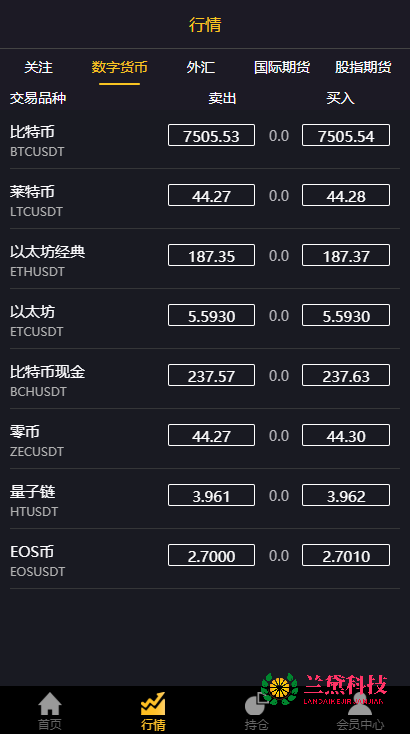 行情
关注 数字货币 外汇 国际期货 股指期货
交易品种 卖出 买入
比特币 7505.53 0.0 7505.54
BTCUSDT
莱特币 44.27 0.0 44.28
LTCUSDT
以太坊经典 187.35 0.0 187.37
ETHUSDT
以太坊 5.5930 0.0 5.5930
ETCUSDT
比特币现金 237.57 0.0 237.63
BCHUSDT
零币 44.27 0.0 44.30
ZECUSDT
量子链 3.961 0.0 3.962
HTUSDT
EOS币 2.7000 0.0 2.7010
EOSUSDT
兰黛科技
首页 行情 持仓 会员中心